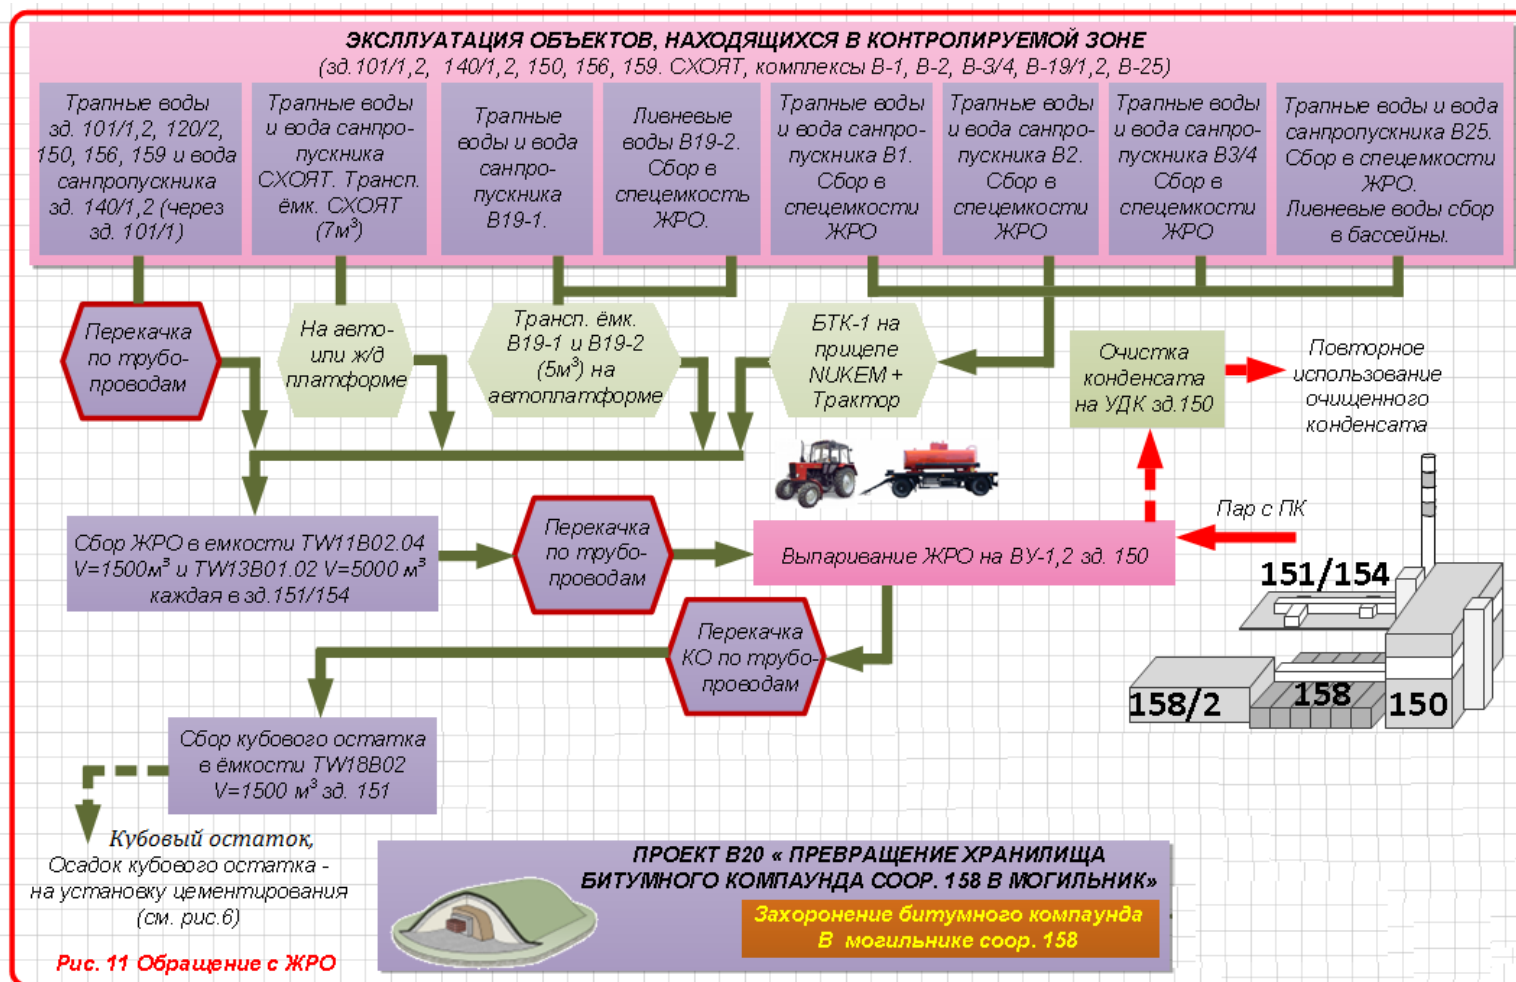 ЭКСПЛУАТАЦИЯ ОБЪЕКТОВ, НАХОДЯЩИХСЯ В КОНТРОЛИРУЕМОЙ ЗОНЕ
(зд.101/1,2, 140/1,2, 150, 156, 159. СХОЯТ, комплексы В-1, В-2, В-3/4, В-19/1,2, В-25)
Трапные воды
зд. 101/1,2, 120/2,
150, 156, 159 и вода
санпропускника
зд. 140/1,2 (через
зд. 101/1)
Трапные воды
и вода санпро-
пускника
СХОЯТ. Трансп.
ёмк. СХОЯТ
(7м³)
Трапные
воды и вода
санпро-
пускника
В19-1.
Ливневые
воды В19-2.
Сбор в
спецемкость
ЖРО.
Трапные воды
и вода санпро-
пускника В1.
Сбор в
спецемкости
ЖРО
Трапные воды
и вода санпро-
пускника В2.
Сбор в
спецемкости
ЖРО
Трапные воды
и вода санпро-
пускника В3/4
Сбор в
спецемкости
ЖРО
Трапные воды и вода
санпропускника В25.
Сбор в спецемкости
ЖРО.
Ливневые воды сбор
в бассейны.
Перекачка
по трубо-
проводам
На авто-
или ж/д
платформе
Трансп. ёмк.
В19-1 и В19-2
(5м³) на
автоплатформе
БТК-1 на
прицепе
NUKEM +
Трактор
Очистка
конденсата
на УДК зд.150
Повторное
использование
очищенного
конденсата
Пар с ПК
Сбор ЖРО в емкости TW11B02.04
V=1500м³ и TW13B01.02 V=5000 м³
каждая в зд.151/154
Перекачка
по трубо-
проводам
Выпаривание ЖРО на ВУ-1,2 зд. 150
151/154
158/2
158
150
Перекачка
КО по трубо-
проводам
Сбор кубового остатка
в ёмкости TW18B02
V=1500 м³ зд. 151
Кубовый остаток,
Осадок кубового остатка -
на установку цементирования
(см. рис.6)
ПРОЕКТ В20 « ПРЕВРАЩЕНИЕ ХРАНИЛИЩА
БИТУМНОГО КОМПАУНДА СООР. 158 В МОГИЛЬНИК»
Захоронение битумного компаунда
В могильнике соор. 158
Рис. 11 Обращение с ЖРО